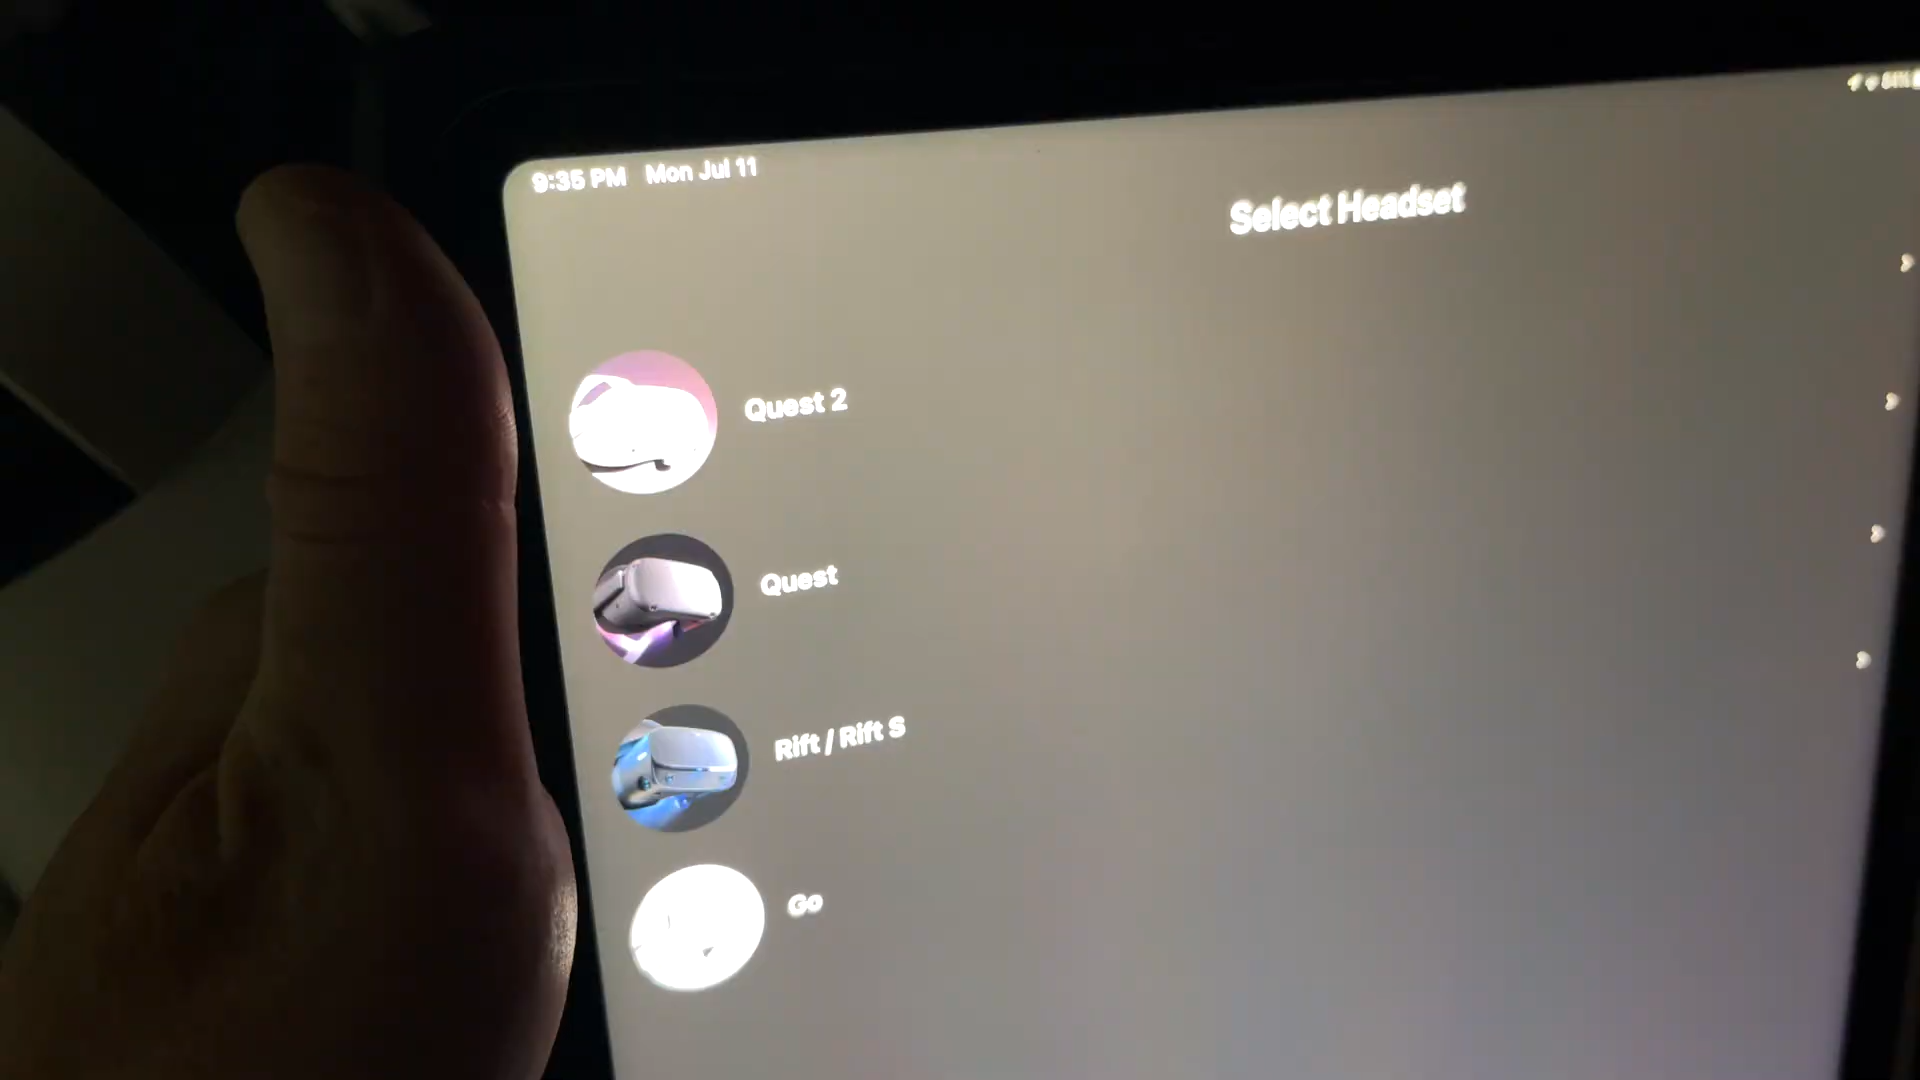 9:35 PM Mon Jul 11
Select Headset
Quest 2
Quest
Rift / Rift S
Go